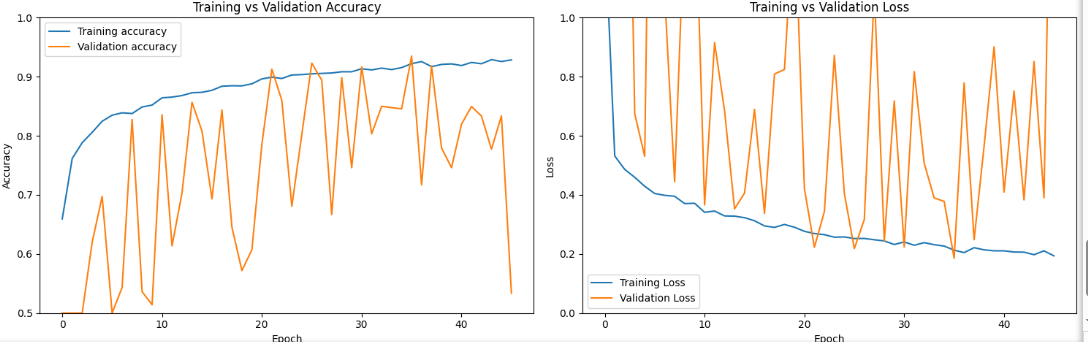 Training vs Validation Accuracy
1.0
Training accuracy
Validation accuracy
0.9
0.8
0.7
0.6
0.5
Accuracy
0
10
20
30
40
Epoch
Training vs Validation Loss
1.0
0.8
0.6
0.4
0.2
0.0
Loss
Training Loss
Validation Loss
0
10
20
30
40
Epoch